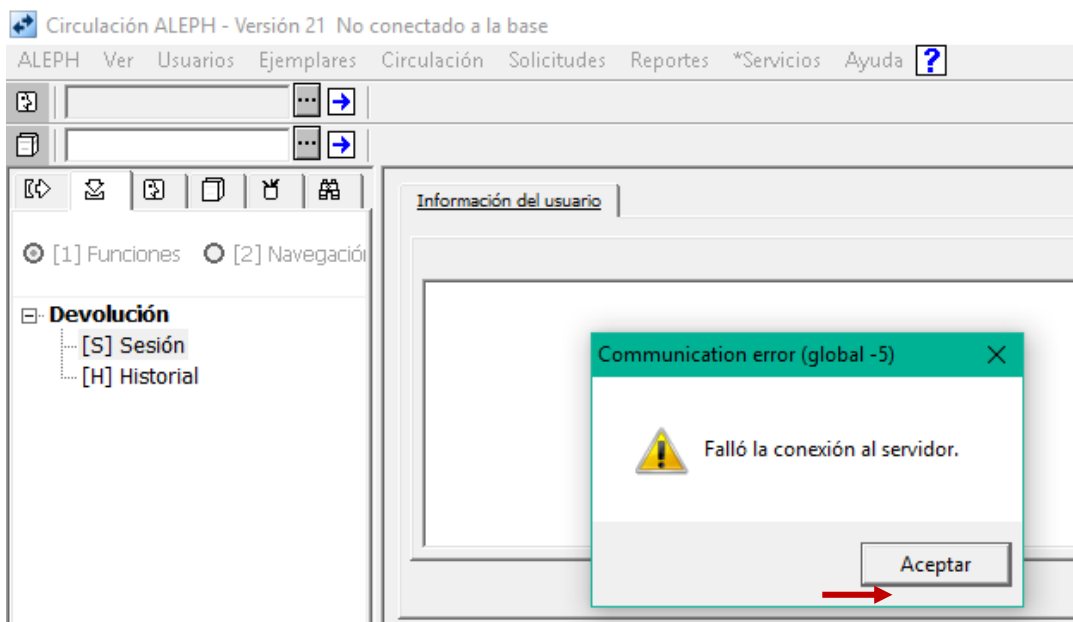 Circulación ALEPH - Versión 21 No conectado a la base
ALEPH Ver Usuarios Ejemplares Circulación Solicitudes Reportes *Servicios Ayuda ?
Información del usuario
[1] Funciones [2] Navegación
Devolución
[S] Sesión
[H] Historial
Communication error (global -5)
Falló la conexión al servidor.
Aceptar